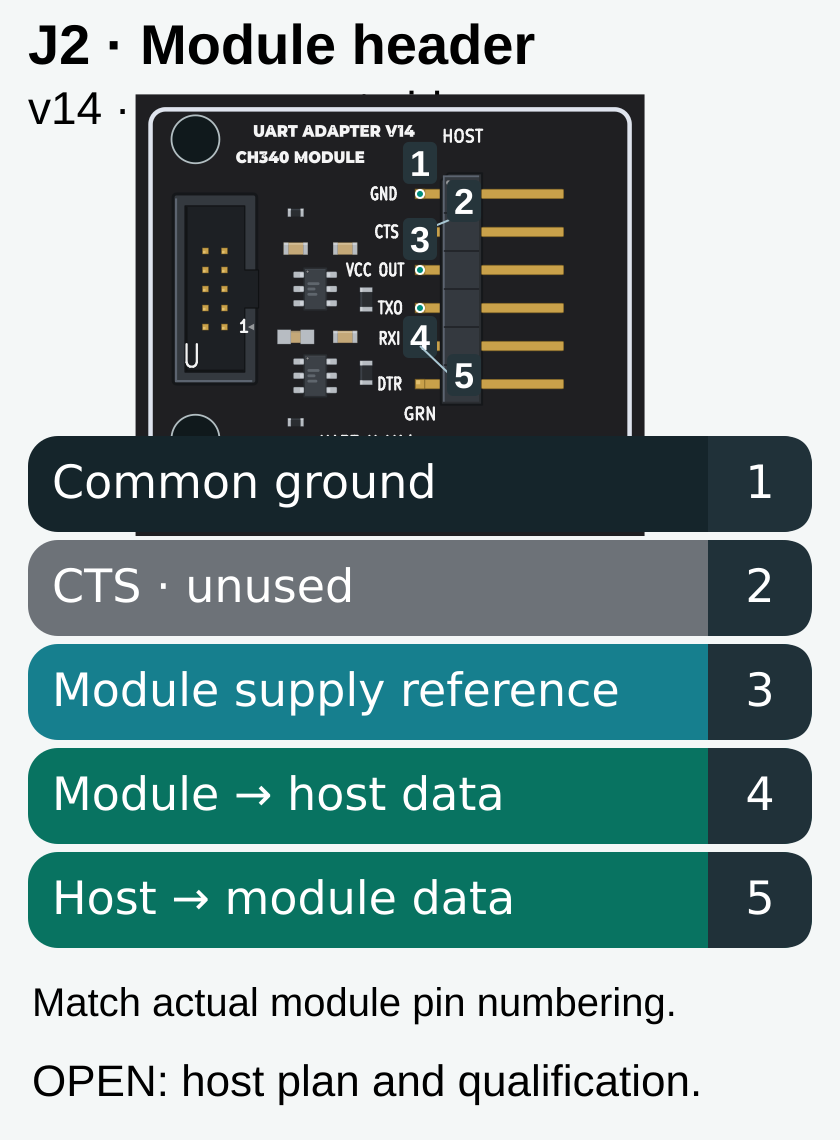 J2 · Module header
v14 ·
UART ADAPTER V14
HOST
CH340 MODULE
1
GND
2
CTS
3
VCC OUT
TXO
1
RXI
4
U
DTR
5
GRN
Common ground 1
CTS · unused 2
Module supply reference 3
Module → host data 4
Host → module data 5
Match actual module pin numbering.
OPEN: host plan and qualification.